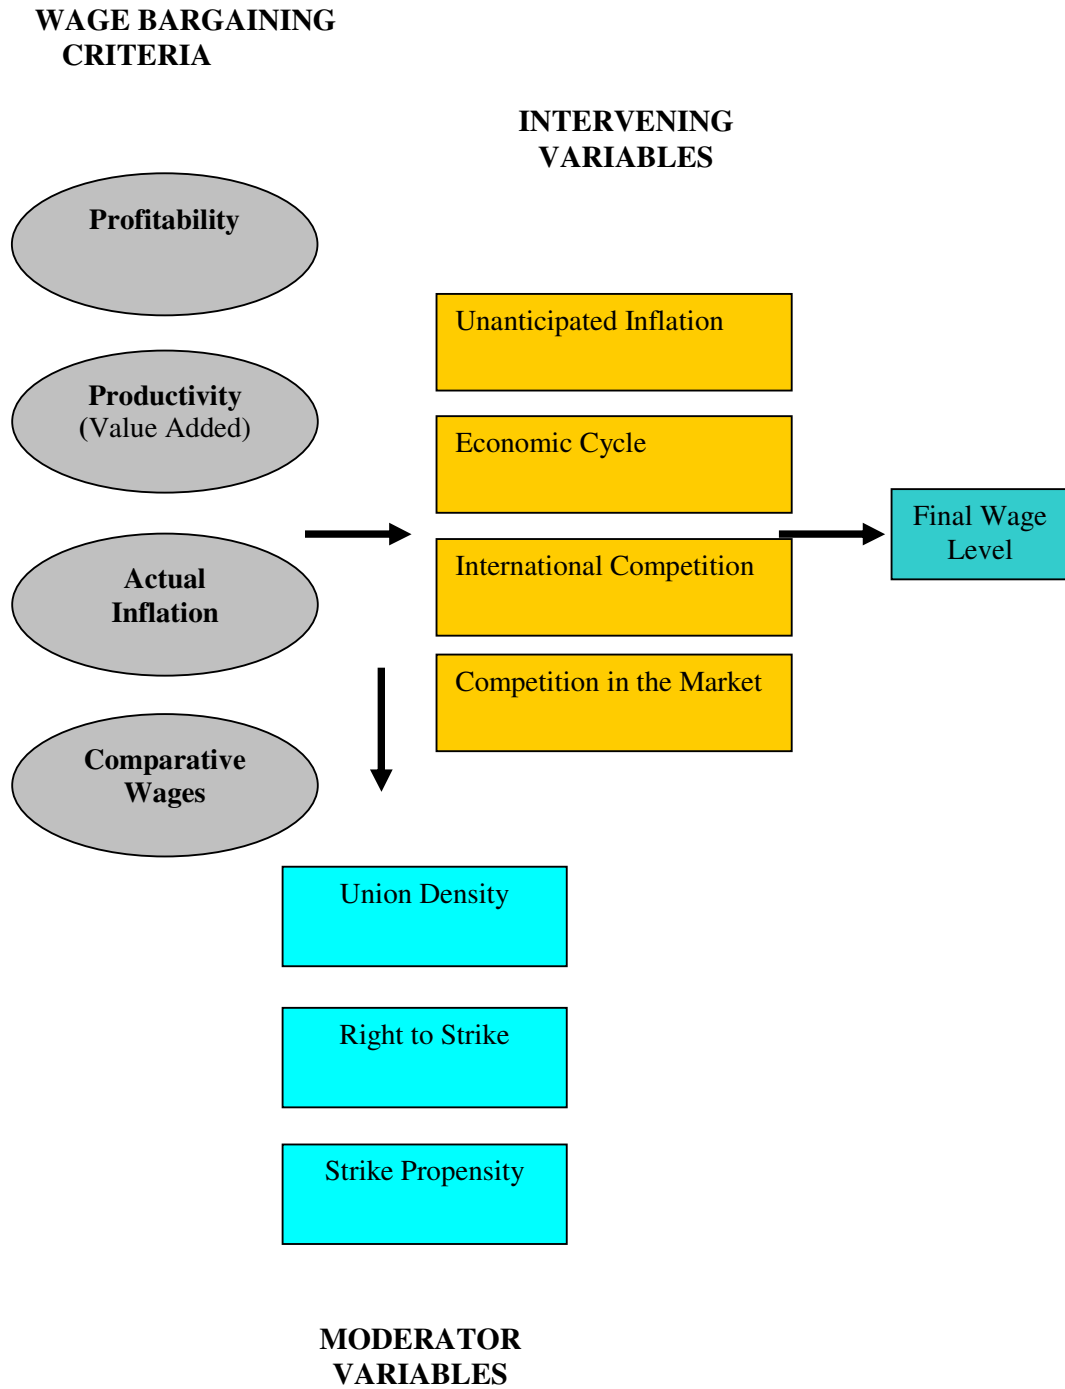 WAGE BARGAINING
CRITERIA
INTERVENING
VARIABLES
Profitability
Productivity
(Value Added)
Actual
Inflation
Comparative
Wages
Unanticipated Inflation
Economic Cycle
International Competition
Competition in the Market
Final Wage
Level
Union Density
Right to Strike
Strike Propensity
MODERATOR
VARIABLES